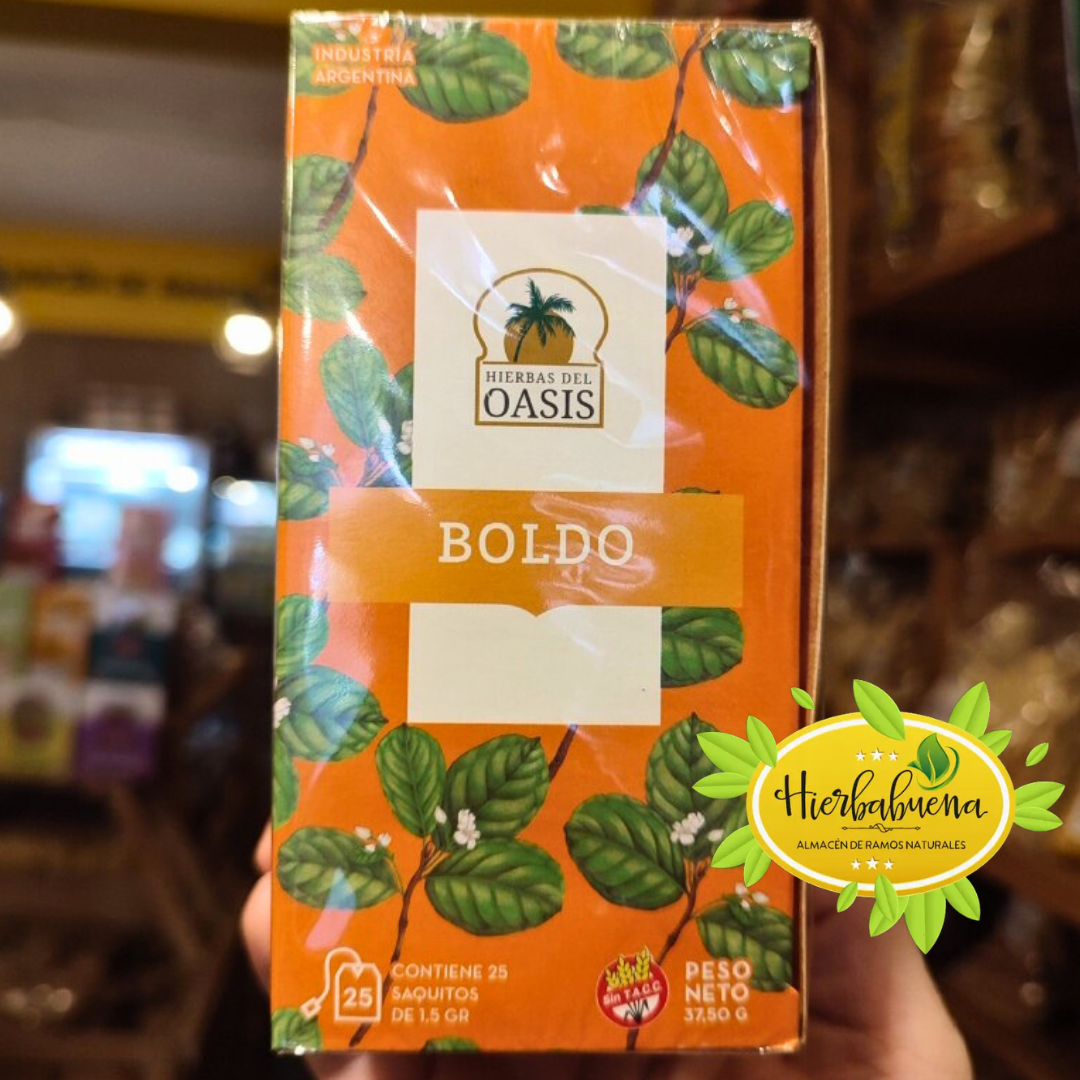 INDUSTRIA
ARGENTINA
HIERBAS DEL
OASIS
BOLDO
25
CONTIENE 25
SAQUITOS
DE 1,5 GR
Sin T.A.C.C.
PESO
NETO
37,50 G
Hierbabuena
ALMACÉN DE RAMOS NATURALES